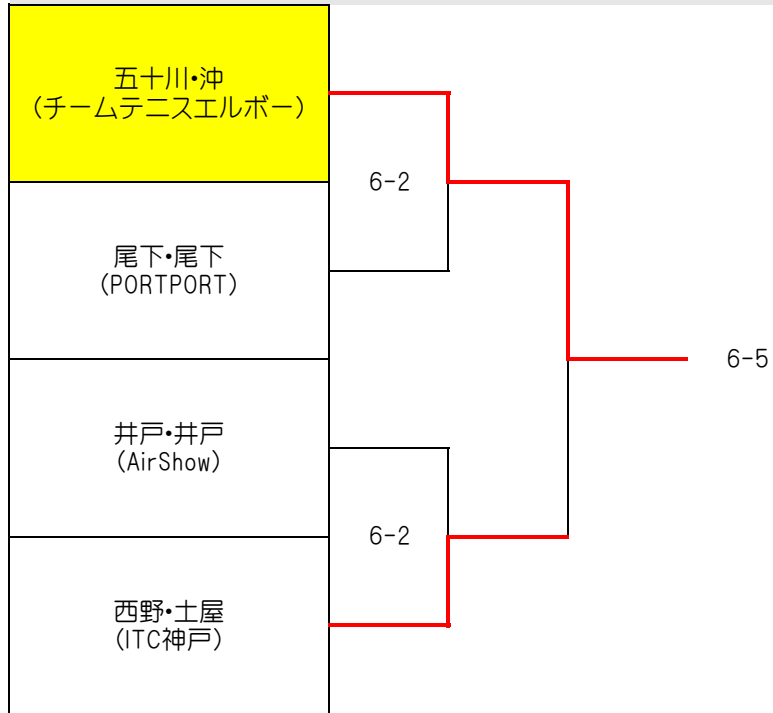 五十川・沖
(チームテニスエルボー)
6-2
尾下・尾下
(PORTPORT)
6-5
井戸・井戸
(AirShow)
6-2
西野・土屋
(ITC神戸)